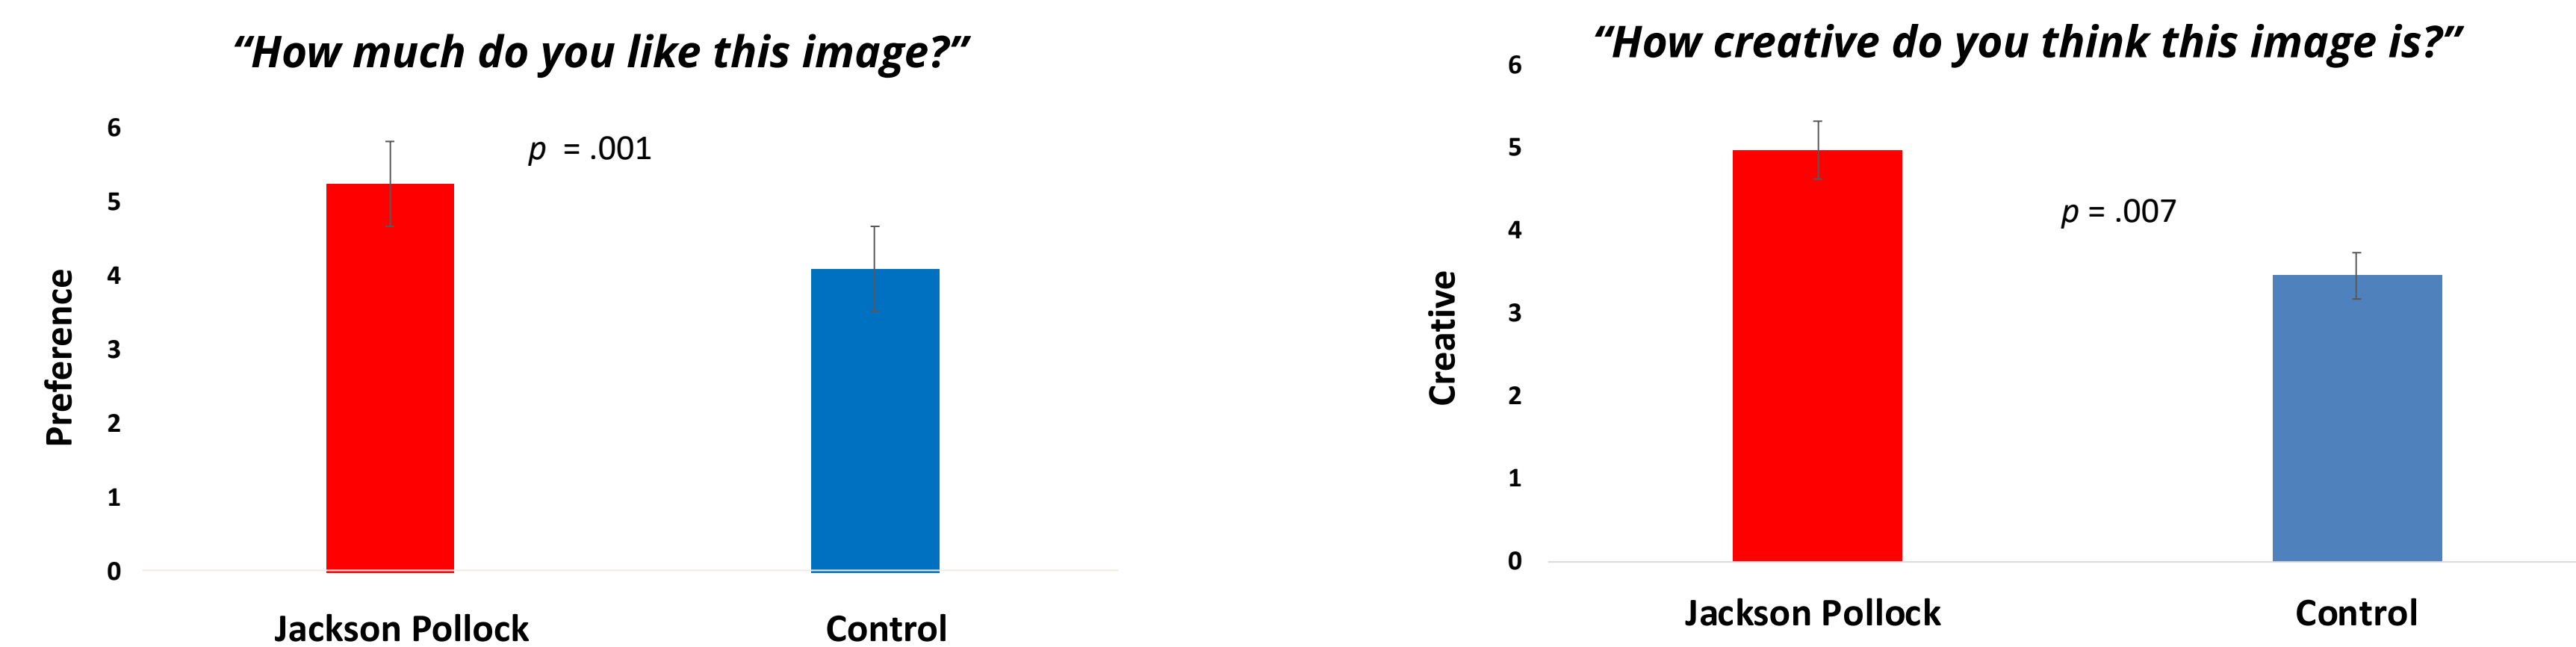 “How much do you like this image?”
6
5
4
3
2
1
0
Preference
p = .001
Jackson Pollock
Control
“How creative do you think this image is?”
6
5
4
3
2
1
0
Creative
p = .007
Jackson Pollock
Control